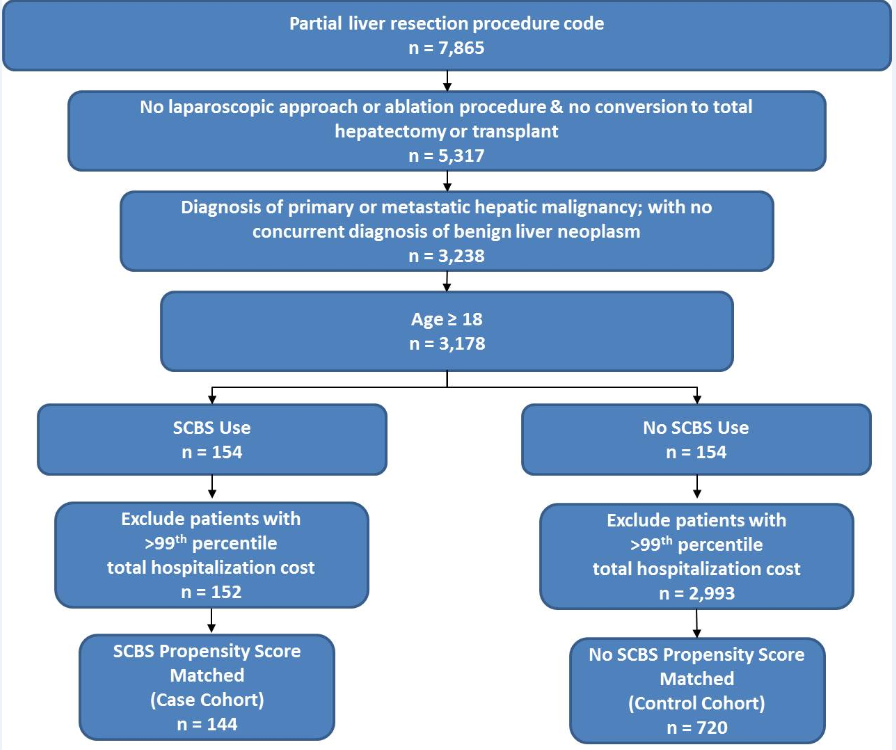 Partial liver resection procedure code
n = 7,865
No laparoscopic approach or ablation procedure & no conversion to total
hepatectomy or transplant
n = 5,317
Diagnosis of primary or metastatic hepatic malignancy; with no
concurrent diagnosis of benign liver neoplasm
n = 3,238
Age ≥ 18
n = 3,178
SCBS Use
n = 154
No SCBS Use
n = 154
Exclude patients with
>99th percentile
total hospitalization cost
n = 152
Exclude patients with
>99th percentile
total hospitalization cost
n = 2,993
SCBS Propensity Score
Matched
(Case Cohort)
n = 144
No SCBS Propensity Score
Matched
(Control Cohort)
n = 720